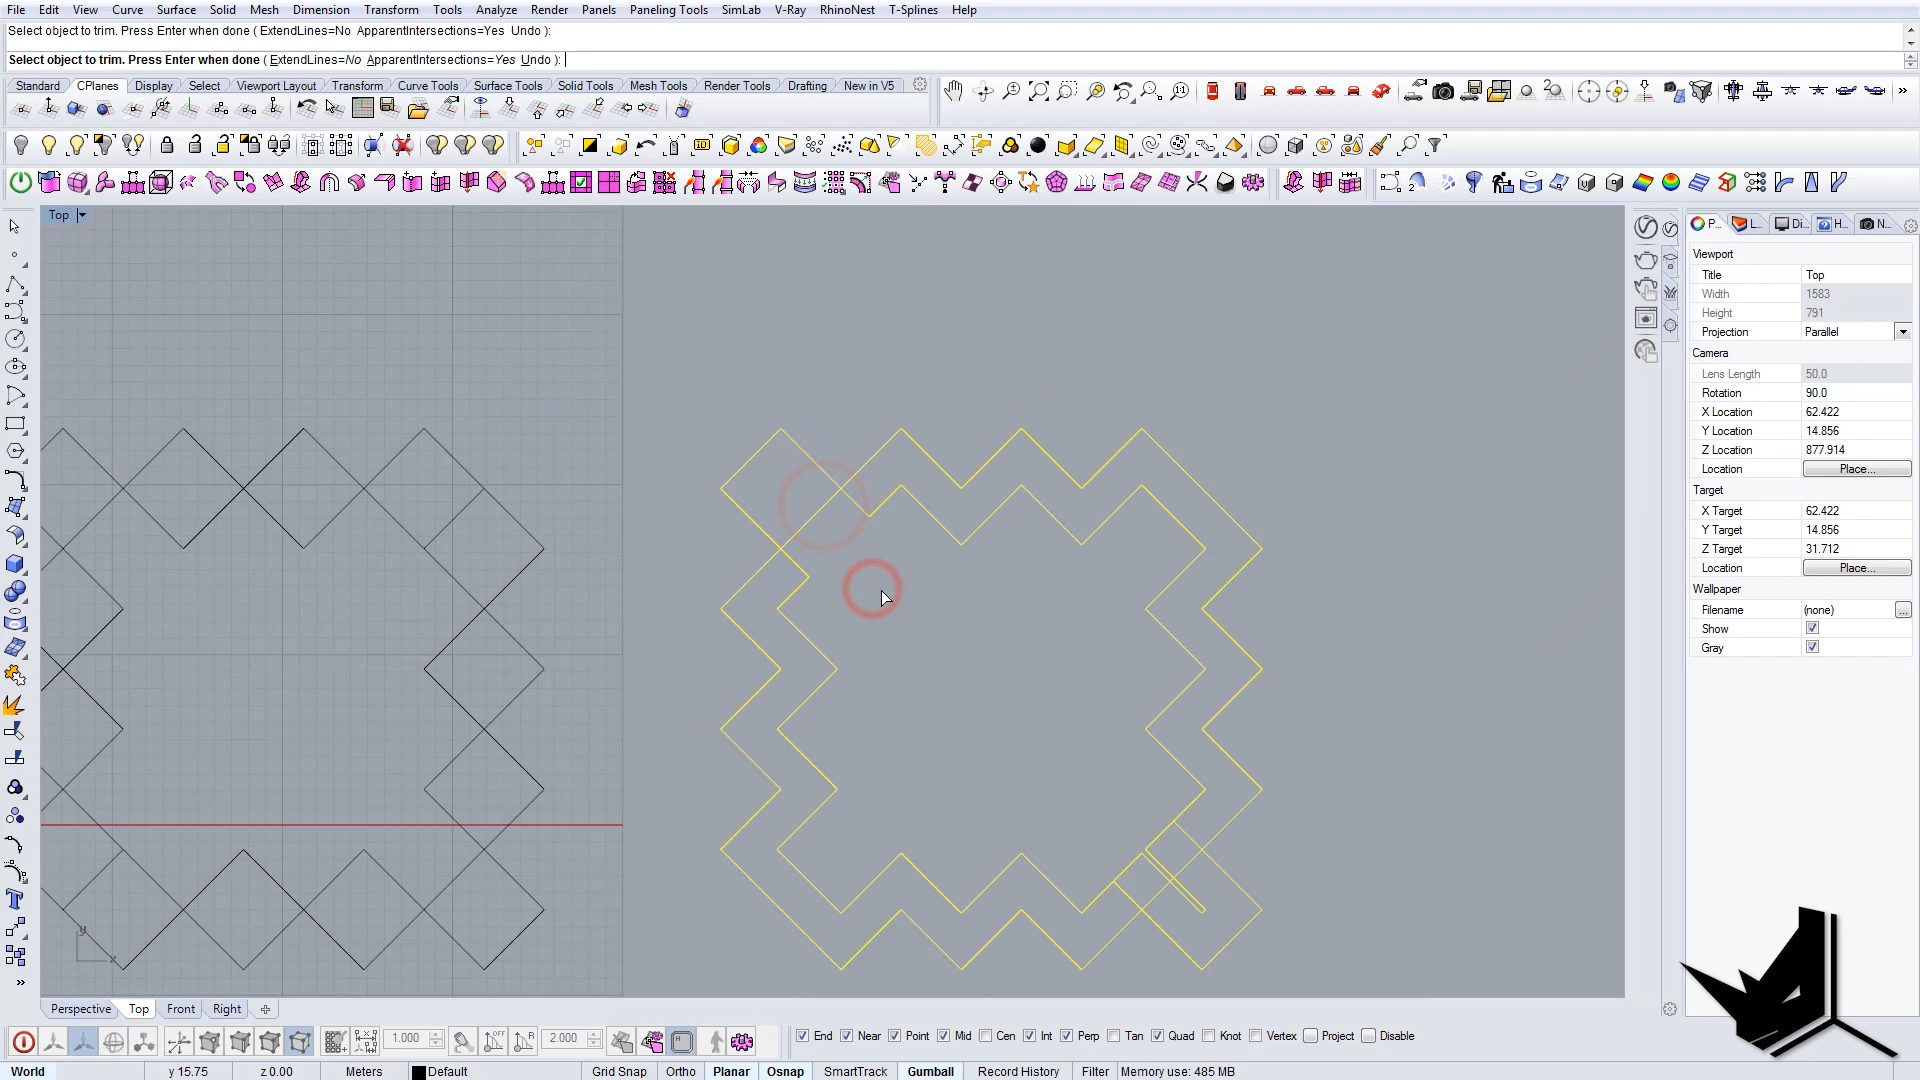 File Edit View Curve Surface Solid Mesh Dimension Transform Tools Analyze Render Panels Paneling Tools SimLab V-Ray RhinoNest T-Splines Help
Select object to trim. Press Enter when done ( ExtendLines=No ApparentIntersections=Yes Undo ):
Select object to trim. Press Enter when done ( ExtendLines=No ApparentIntersections=Yes Undo ):
Standard CPlanes Display Select Viewport Layout Transform Curve Tools Surface Tools Solid Tools Mesh Tools Render Tools Drafting New in V5
Top
P... L... Di... H... N...
Viewport
Title Top
Width 1583
Height 791
Projection Parallel
Camera
Lens Length 50.0
Rotation 90.0
X Location 62.422
Y Location 14.856
Z Location 877.914
Location Place...
Target
X Target 62.422
Y Target 14.856
Z Target 31.712
Location Place...
Wallpaper
Filename (none) ...
Show
Gray
y
x
Perspective Top Front Right
1.000 2.000 End Near Point Mid Cen Int Perp Tan Quad Knot Vertex Project Disable
World y 15.75 z 0.00 Meters Default Grid Snap Ortho Planar Osnap SmartTrack Gumball Record History Filter Memory use: 485 MB